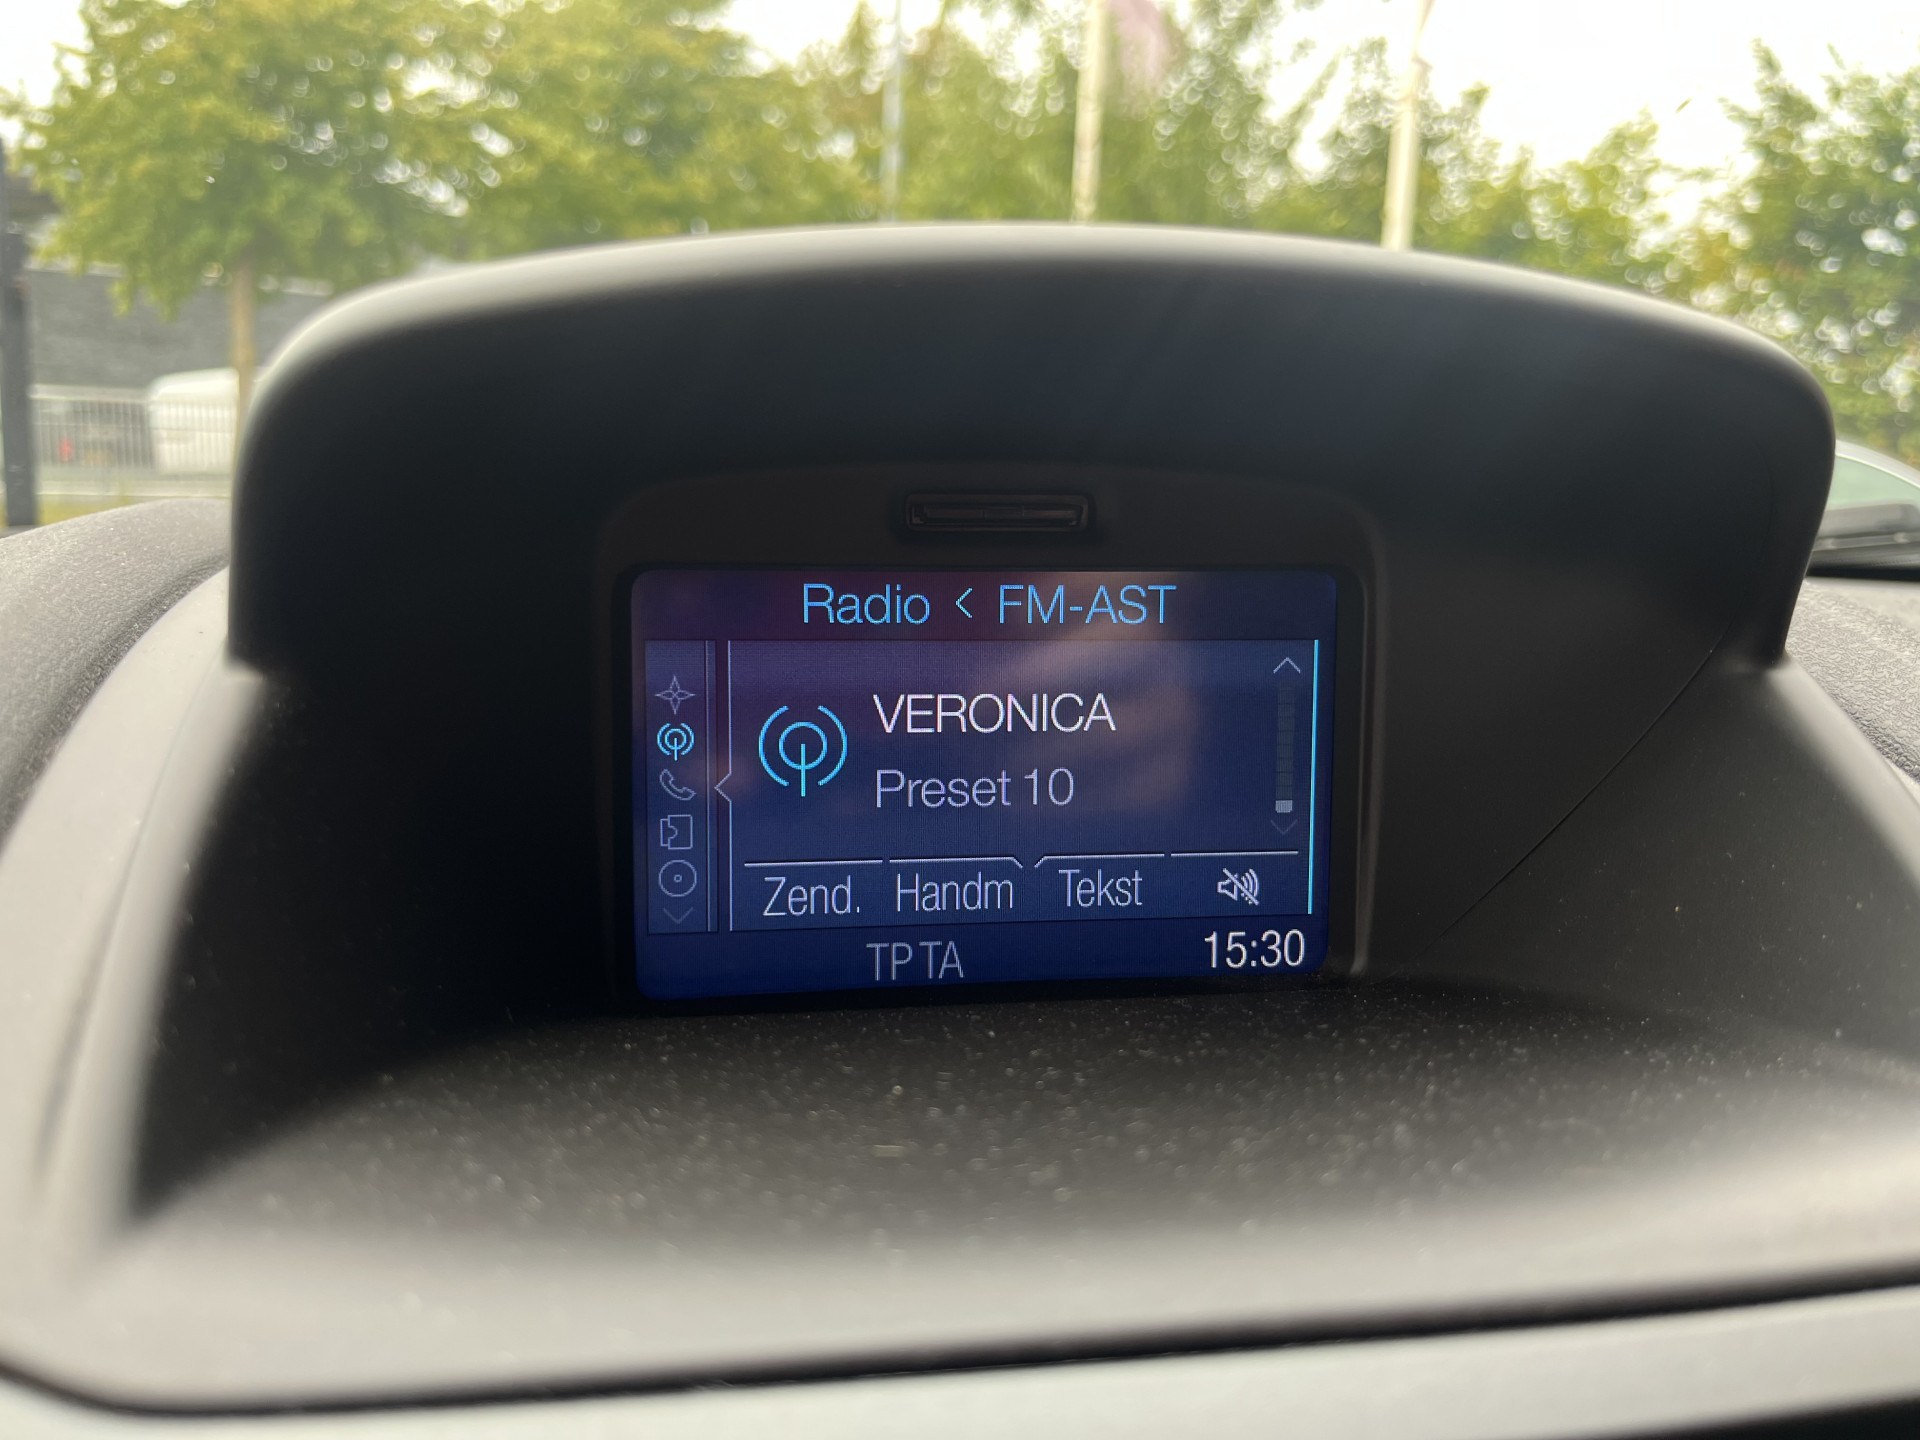 Radio < FM-AST
VERONICA
Preset 10
Zend. Handm Tekst
TP TA 15:30